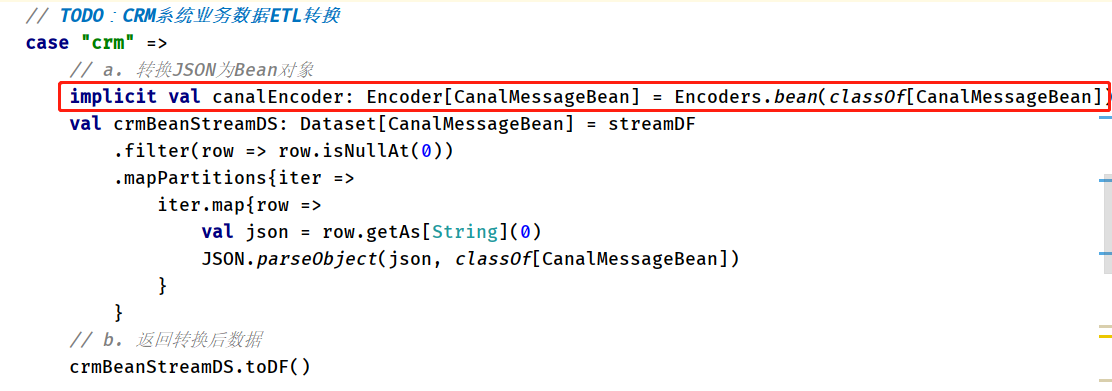 // TODO：CRM系统业务数据ETL转换
case "crm" =>
// a. 转换JSON为Bean对象
implicit val canalEncoder: Encoder[CanalMessageBean] = Encoders.bean(classOf[CanalMessageBean])
val crmBeanStreamDS: Dataset[CanalMessageBean] = streamDF
.filter(row => row.isNullAt(0))
.mapPartitions{iter =>
iter.map{row =>
val json = row.getAs[String](0)
JSON.parseObject(json, classOf[CanalMessageBean])
}
}
// b. 返回转换后数据
crmBeanStreamDS.toDF()